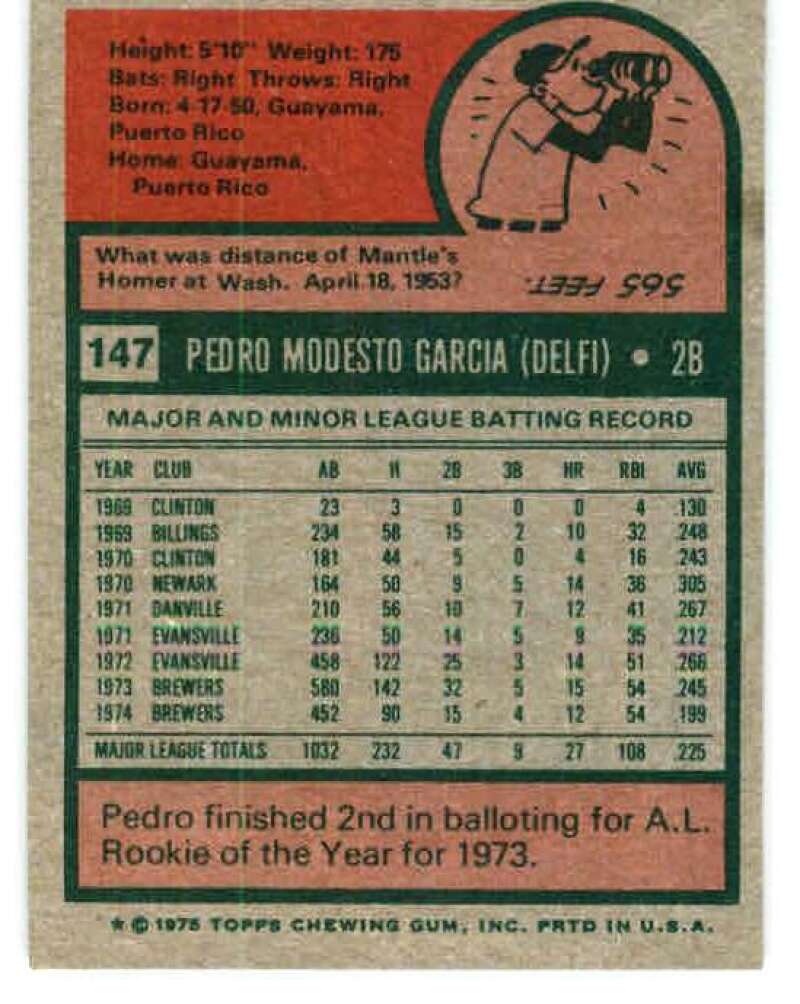 Height: 5'10" Weight: 175
Bats: Right Throws: Right
Born: 4-17-50, Guayama,
Puerto Rico
Home: Guayama,
Puerto Rico
What was distance of Mantle's
Homer at Wash. April 18, 1953?
565 FEET.
147 PEDRO MODESTO GARCIA (DELFI) • 2B
MAJOR AND MINOR LEAGUE BATTING RECORD
YEAR CLUB AB H 2B 3B HR RBI AVG
1969 CLINTON 23 3 0 0 0 4 .130
1969 BILLINGS 234 58 15 2 10 32 .248
1970 CLINTON 181 44 5 0 4 16 .243
1970 NEWARK 164 50 9 5 14 36 .305
1971 DANVILLE 210 56 10 7 12 41 .267
1971 EVANSVILLE 236 50 14 5 9 35 .212
1972 EVANSVILLE 458 122 25 3 14 51 .266
1973 BREWERS 580 142 32 5 15 54 .245
1974 BREWERS 452 90 15 4 12 54 .199
MAJOR LEAGUE TOTALS 1032 232 47 9 27 108 .225
Pedro finished 2nd in balloting for A.L.
Rookie of the Year for 1973.
★ © 1975 TOPPS CHEWING GUM, INC. PRTD IN U.S.A.